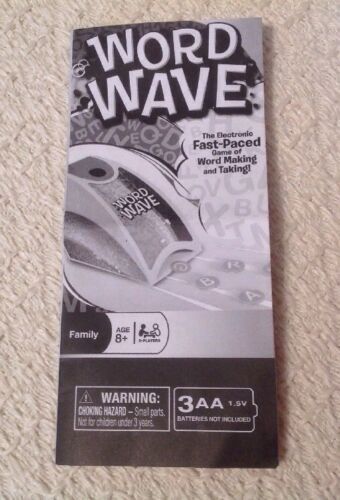 WORD
WAVE
The Electronic
Fast-Paced
Game of
Word Making
and Taking!
WORD
WAVE
B
R
A
Family
AGE
8+
WARNING:
CHOKING HAZARD – Small parts.
Not for children under 3 years.
3AA 1.5V
BATTERIES NOT INCLUDED